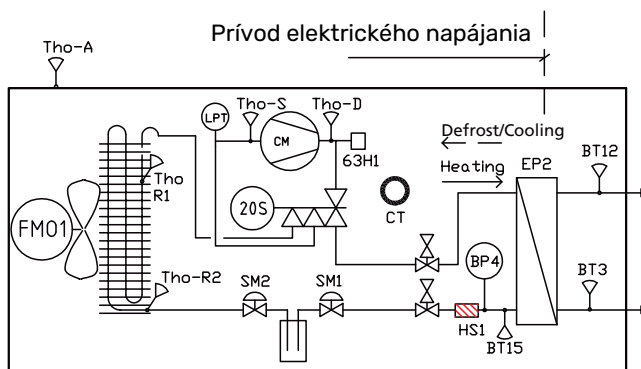 Prívod elektrického napájania
Tho-A
LPT
Tho-S
Tho-D
CM
63H1
Defrost/Cooling
Heating
EP2
BT12
Tho
R1
20S
CT
FM01
BP4
Tho-R2
SM2
SM1
BT3
HS1
BT15